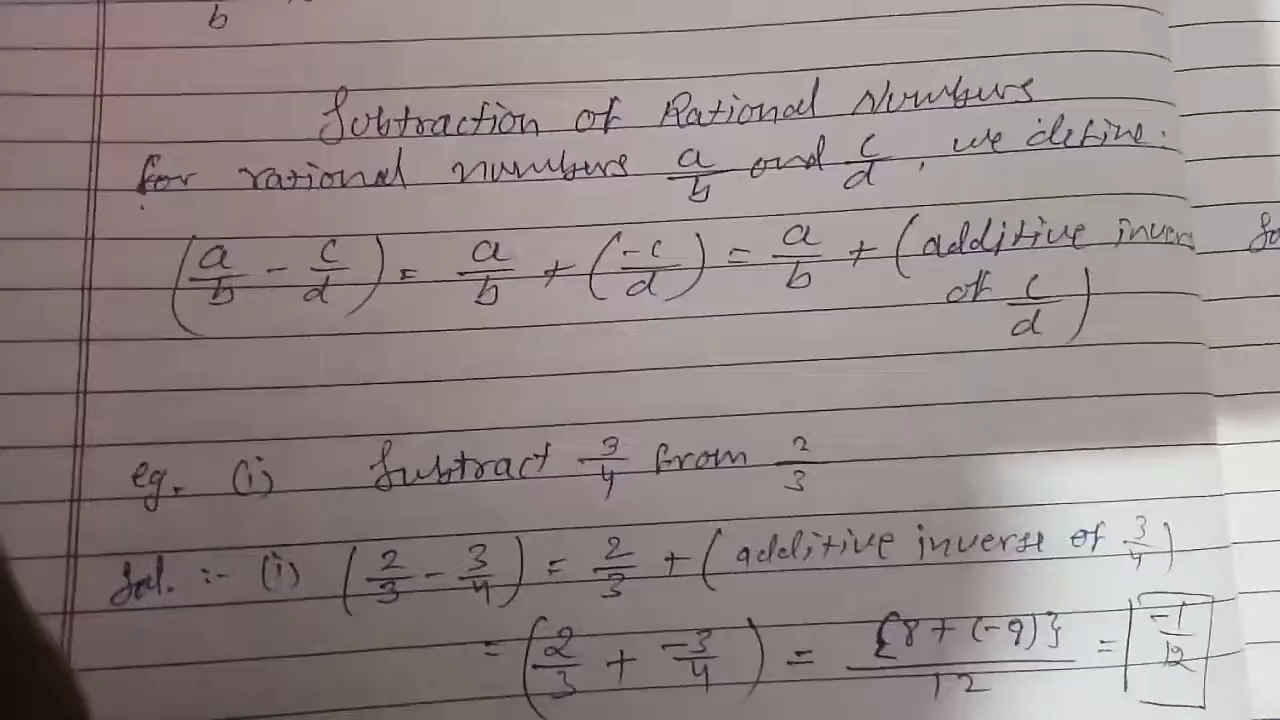 b
Subtraction of Rational Numbers
for rational numbers a/b and c/d, we define:
(a/b - c/d) = a/b + (-c/d) = a/b + (additive inver
of c/d)
eg. (i) Subtract 3/4 from 2/3
Sol. :- (i) (2/3 - 3/4) = 2/3 + (additive inverse of 3/4)
= (2/3 + -3/4) = {8 + (-9)}/12 = -1/12